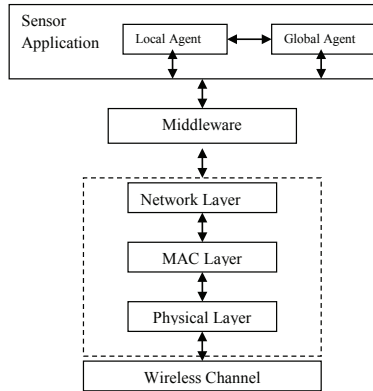 Sensor
Application
Local Agent
Global Agent
Middleware
Network Layer
MAC Layer
Physical Layer
Wireless Channel